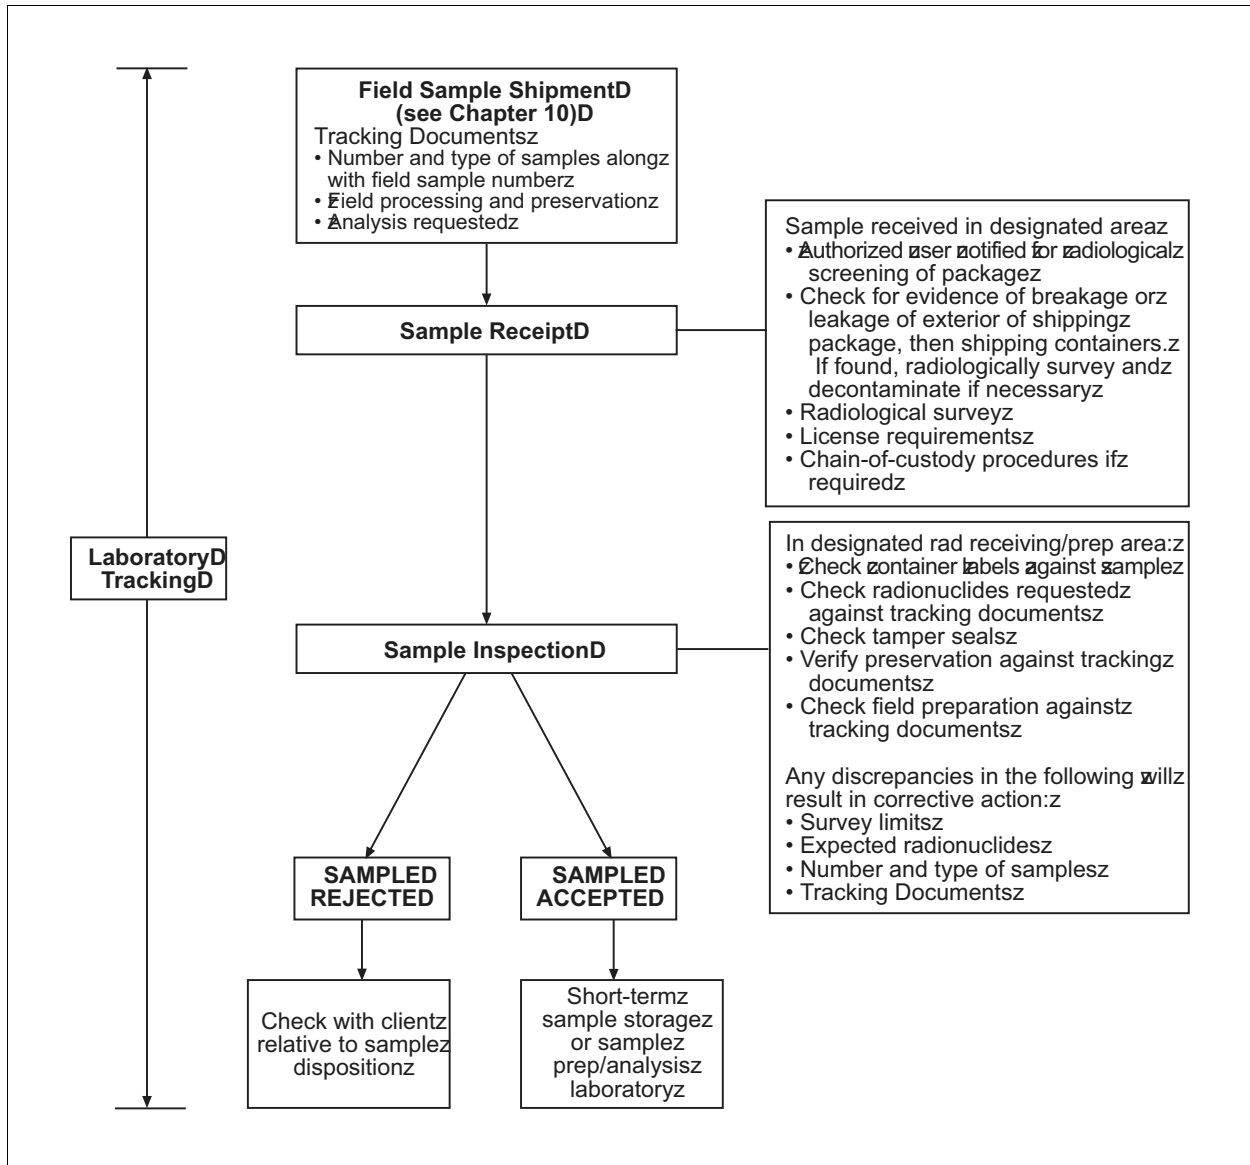 Field Sample ShipmentD
(see Chapter 10)D
Tracking Documentsz
• Number and type of samples alongz
with field sample numberz
• Field processing and preservationz
• Analysis requestedz
Sample ReceiptD
Sample received in designated areaz
• Authorized user notified for radiologicalz
screening of packagez
• Check for evidence of breakage orz
leakage of exterior of shippingz
package, then shipping containers.z
If found, radiologically survey andz
decontaminate if necessaryz
• Radiological surveyz
• License requirementsz
• Chain-of-custody procedures ifz
requiredz
LaboratoryD
TrackingD
Sample InspectionD
In designated rad receiving/prep area:z
• Check container labels against samplez
• Check radionuclides requestedz
against tracking documentsz
• Check tamper sealsz
• Verify preservation against trackingz
documentsz
• Check field preparation againstz
tracking documentsz
Any discrepancies in the following willz
result in corrective action:z
• Survey limitsz
• Expected radionuclidesz
• Number and type of samplesz
• Tracking Documentsz
SAMPLED
REJECTED
SAMPLED
ACCEPTED
Check with clientz
relative to samplez
dispositionz
Short-termz
sample storagez
or samplez
prep/analysisz
laboratoryz